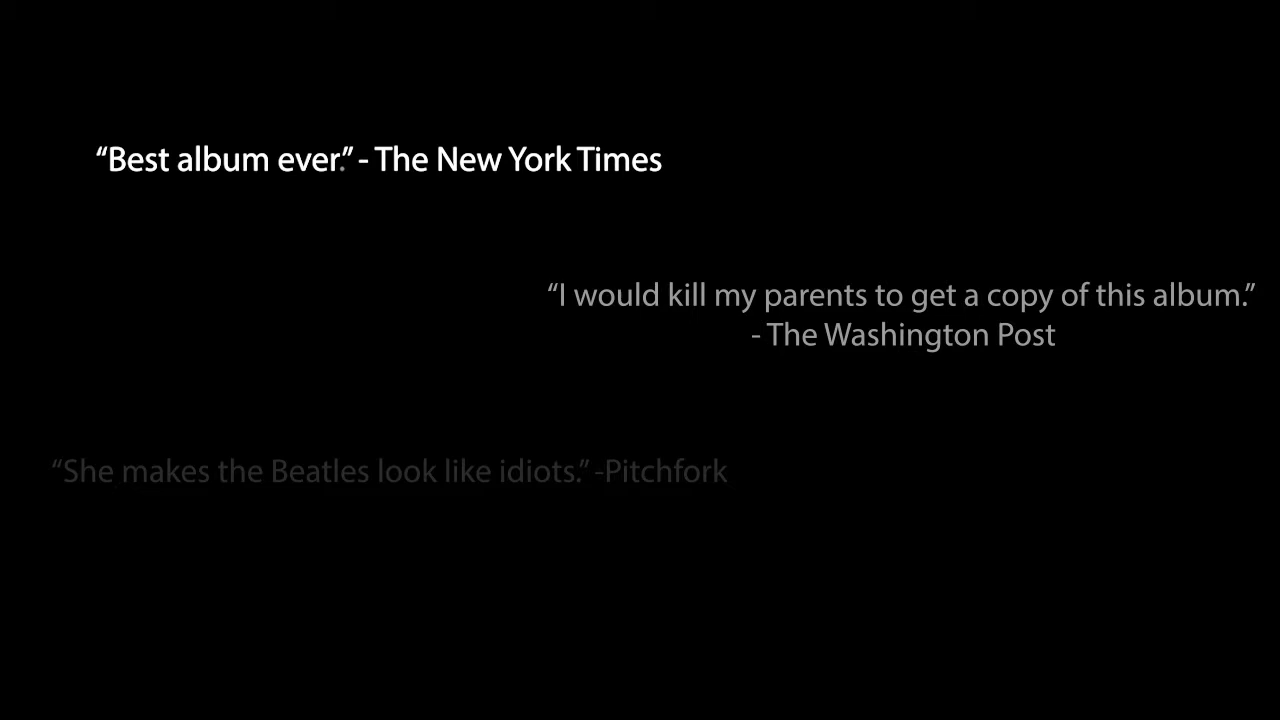 “Best album ever.” - The New York Times
“I would kill my parents to get a copy of this album.”
- The Washington Post
“She makes the Beatles look like idiots.” -Pitchfork